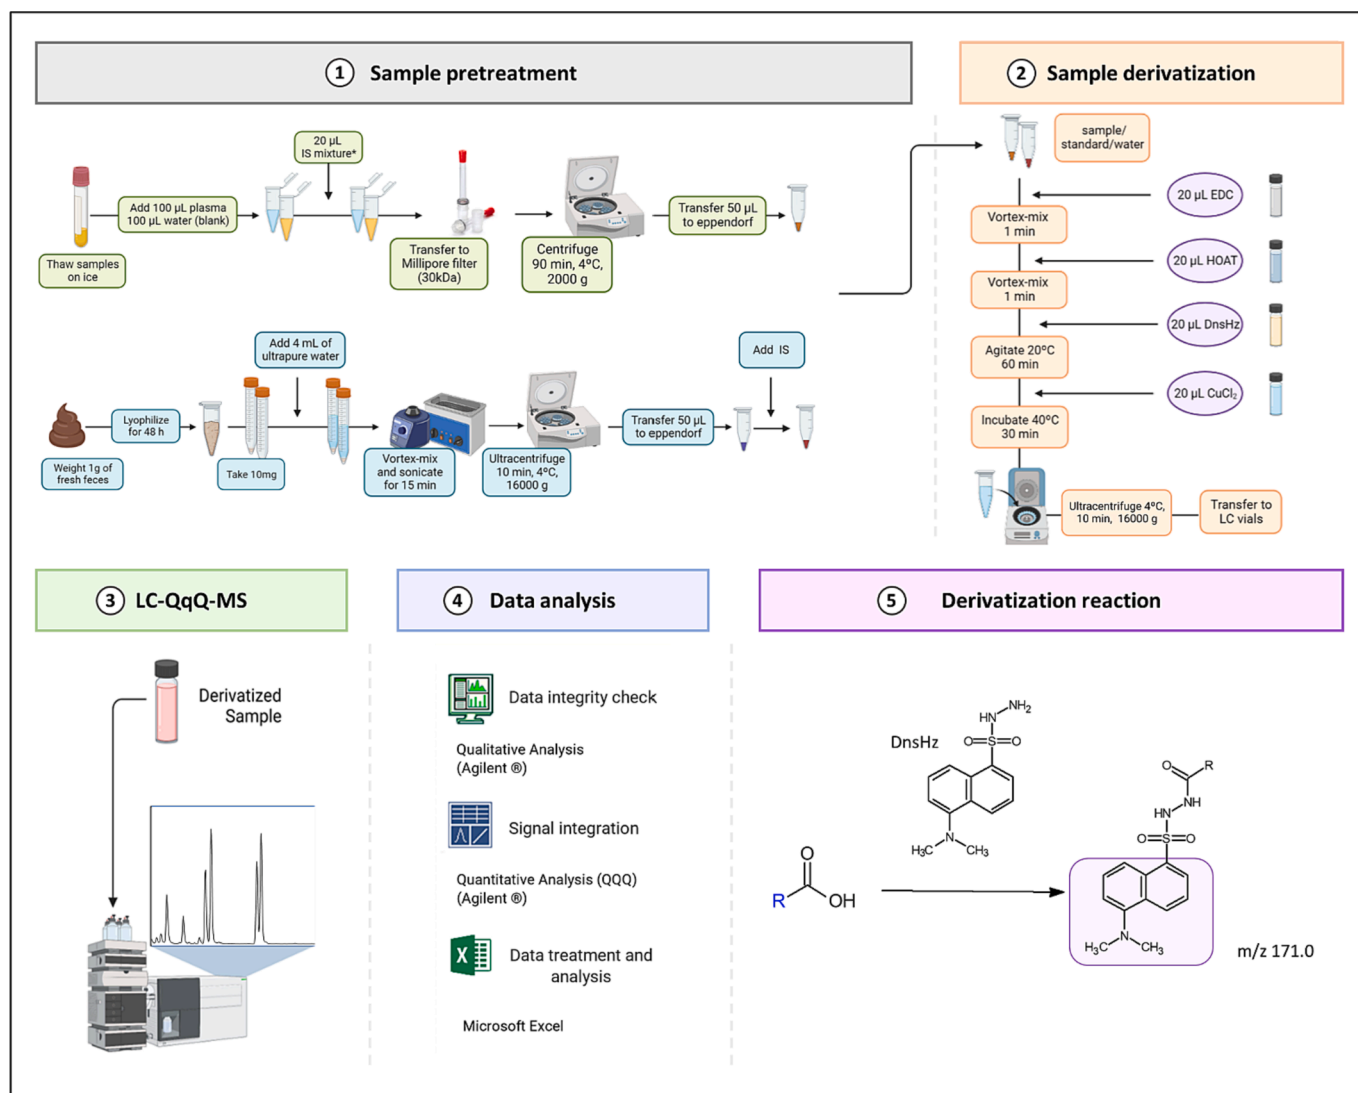 1 Sample pretreatment
20 µL
IS mixture*
Add 100 µL plasma
100 µL water (blank)
Thaw samples
on ice
Transfer to
Millipore filter
(30kDa)
Centrifuge
90 min, 4ºC,
2000 g
Transfer 50 µL
to eppendorf
Add 4 mL of
ultrapure water
Add IS
Lyophilize
for 48 h
Weight 1g of
fresh feces
Take 10mg
Vortex-mix
and sonicate
for 15 min
Ultracentrifuge
10 min, 4ºC,
16000 g
Transfer 50 µL
to eppendorf
2 Sample derivatization
sample/
standard/water
20 µL EDC
Vortex-mix
1 min
20 µL HOAT
Vortex-mix
1 min
20 µL DnsHz
Agitate 20ºC
60 min
20 µL CuCl₂
Incubate 40ºC
30 min
Ultracentrifuge 4ºC,
10 min, 16000 g
Transfer to
LC vials
3 LC-QqQ-MS
Derivatized
Sample
4 Data analysis
Data integrity check
Qualitative Analysis
(Agilent ®)
Signal integration
Quantitative Analysis (QQQ)
(Agilent ®)
X
Data treatment and
analysis
Microsoft Excel
5 Derivatization reaction
NH₂
HN
DnsHz
O=S=O
N
H₃C CH₃
O
R OH
O R
NH
HN
O=S=O
N
H₃C CH₃
m/z 171.0